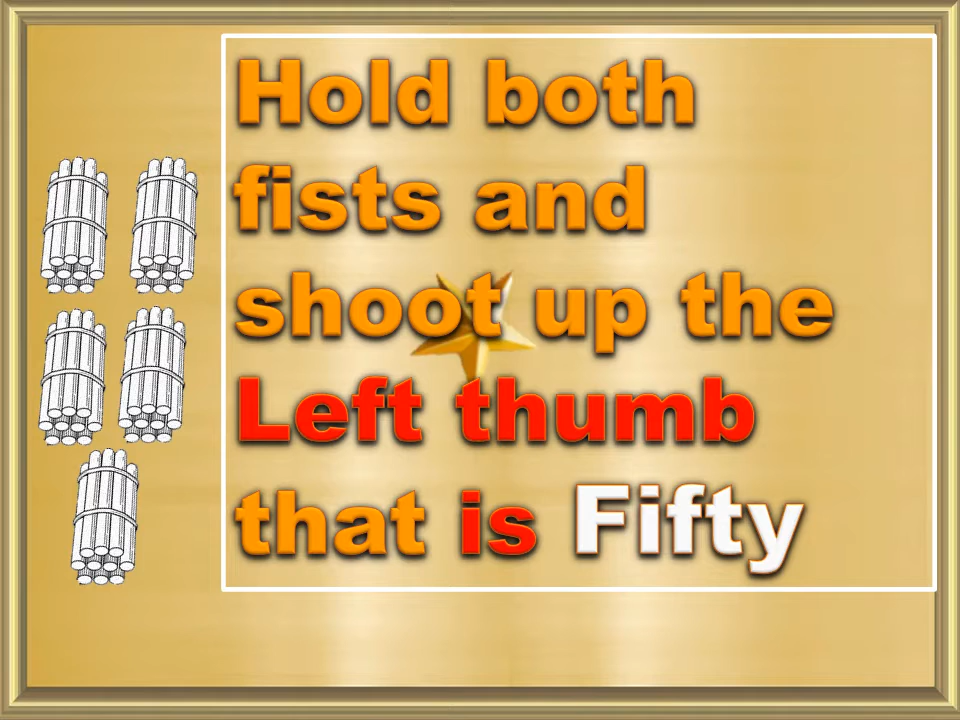 Hold both
fists and
shoot up the
Left thumb
that is Fifty